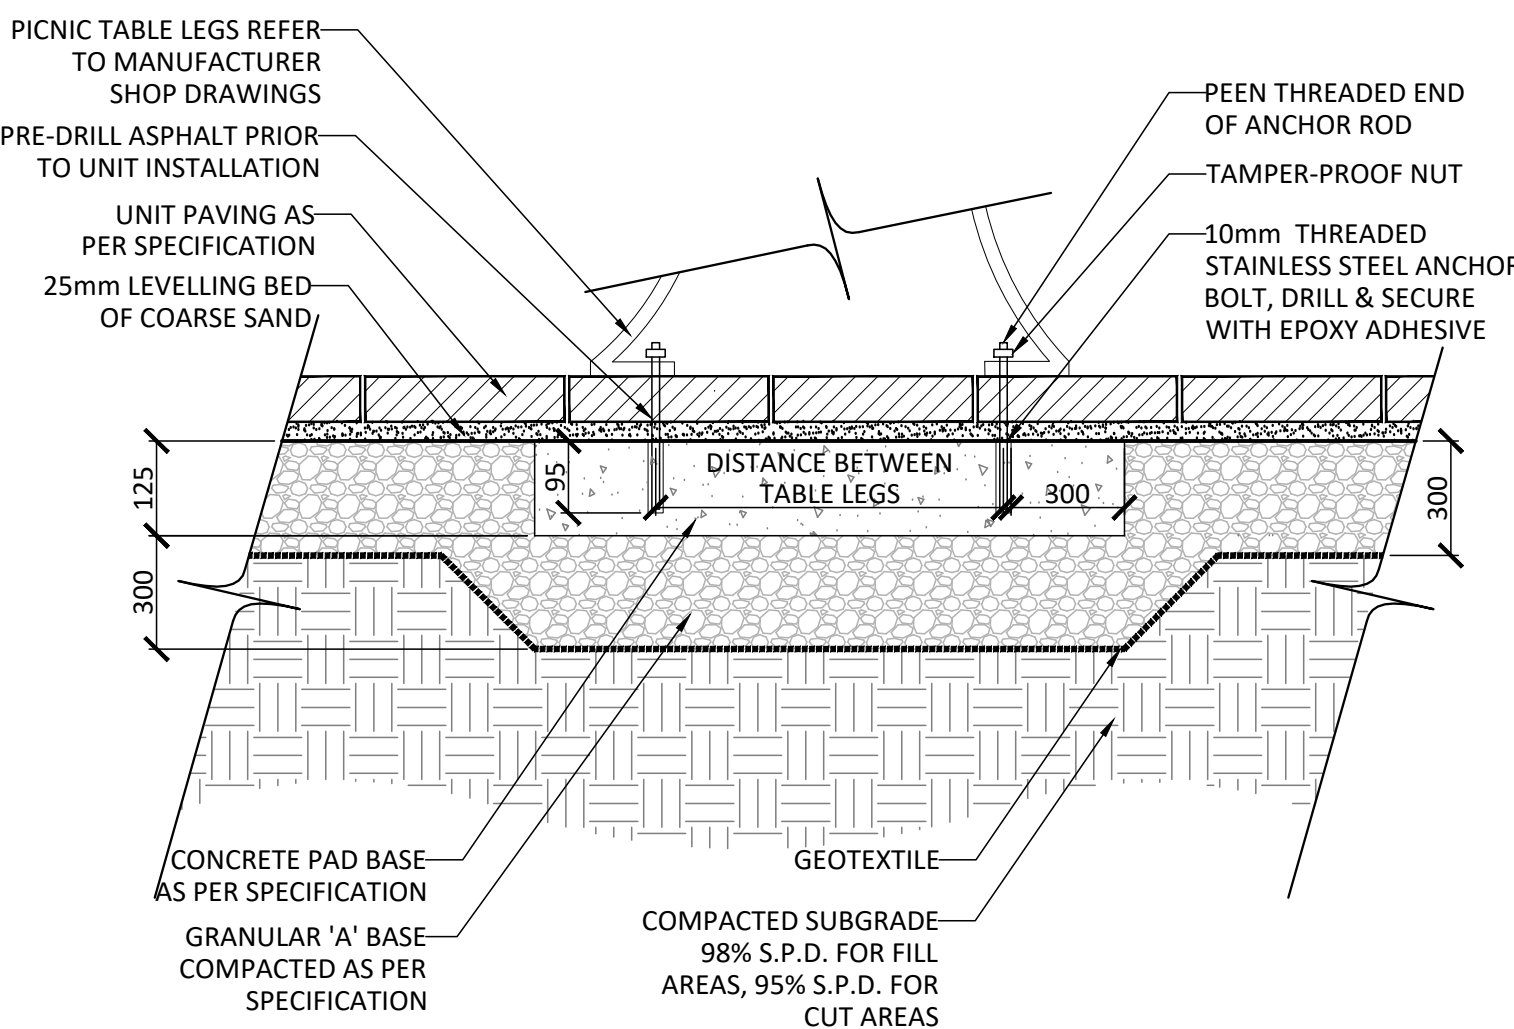 PICNIC TABLE LEGS REFER
TO MANUFACTURER
SHOP DRAWINGS
PRE-DRILL ASPHALT PRIOR
TO UNIT INSTALLATION
UNIT PAVING AS
PER SPECIFICATION
25mm LEVELLING BED
OF COARSE SAND
PEEN THREADED END
OF ANCHOR ROD
TAMPER-PROOF NUT
10mm THREADED
STAINLESS STEEL ANCHOR
BOLT, DRILL & SECURE
WITH EPOXY ADHESIVE
125
300
95
DISTANCE BETWEEN
TABLE LEGS
300
300
CONCRETE PAD BASE
AS PER SPECIFICATION
GRANULAR 'A' BASE
COMPACTED AS PER
SPECIFICATION
GEOTEXTILE
COMPACTED SUBGRADE
98% S.P.D. FOR FILL
AREAS, 95% S.P.D. FOR
CUT AREAS